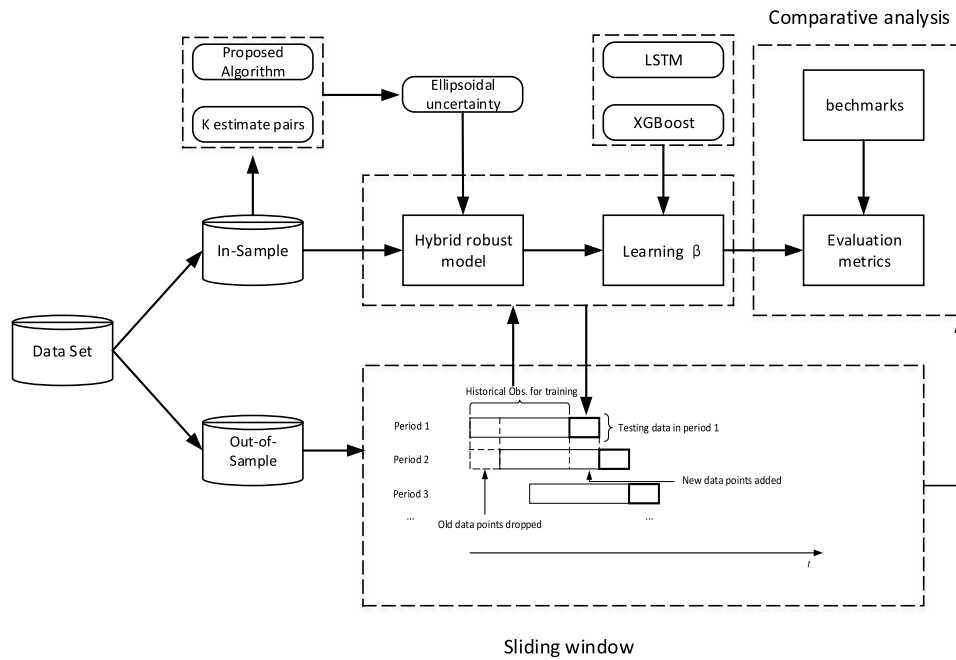 Comparative analysis
Proposed
Algorithm
K estimate pairs
Ellipsoidal
uncertainty
LSTM
XGBoost
bechmarks
In-Sample
Hybrid robust
model
Learning β
Evaluation
metrics
Data Set
Out-of-
Sample
Historical Obs. for training
Period 1
Testing data in period 1
Period 2
New data points added
Period 3
...
...
Old data points dropped
t
Sliding window